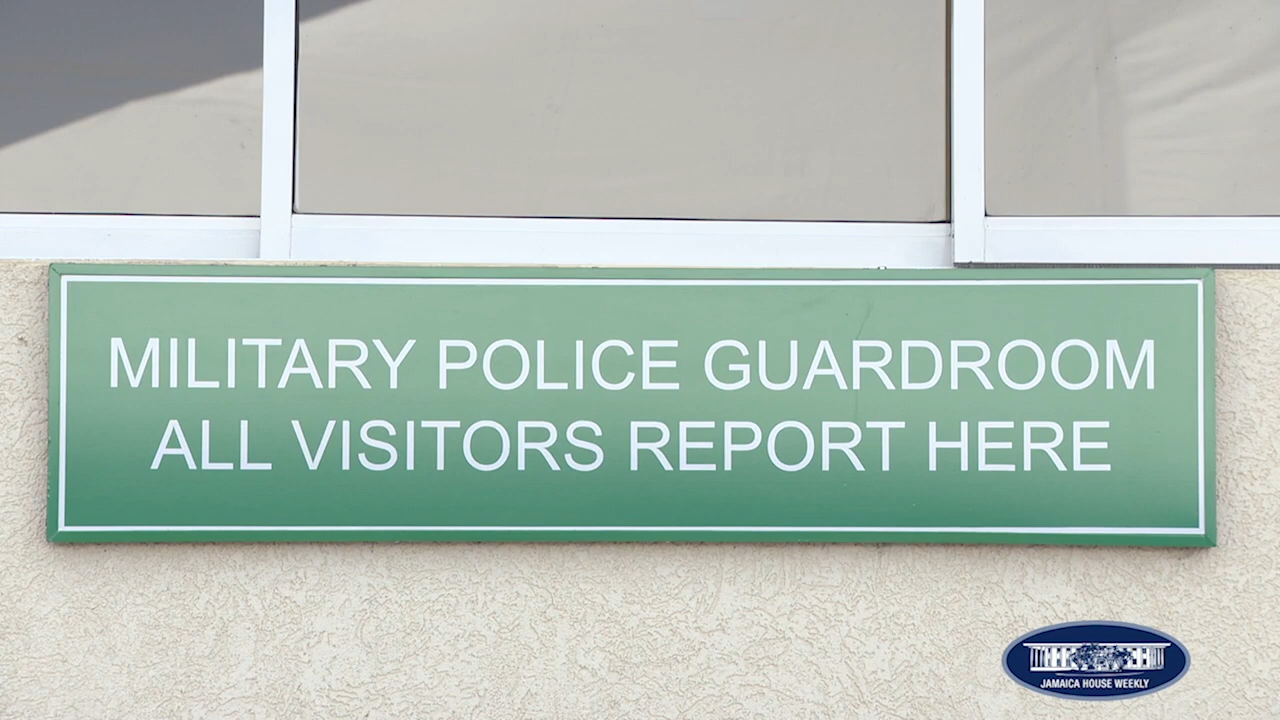 MILITARY POLICE GUARDROOM
ALL VISITORS REPORT HERE
JAMAICA HOUSE WEEKLY